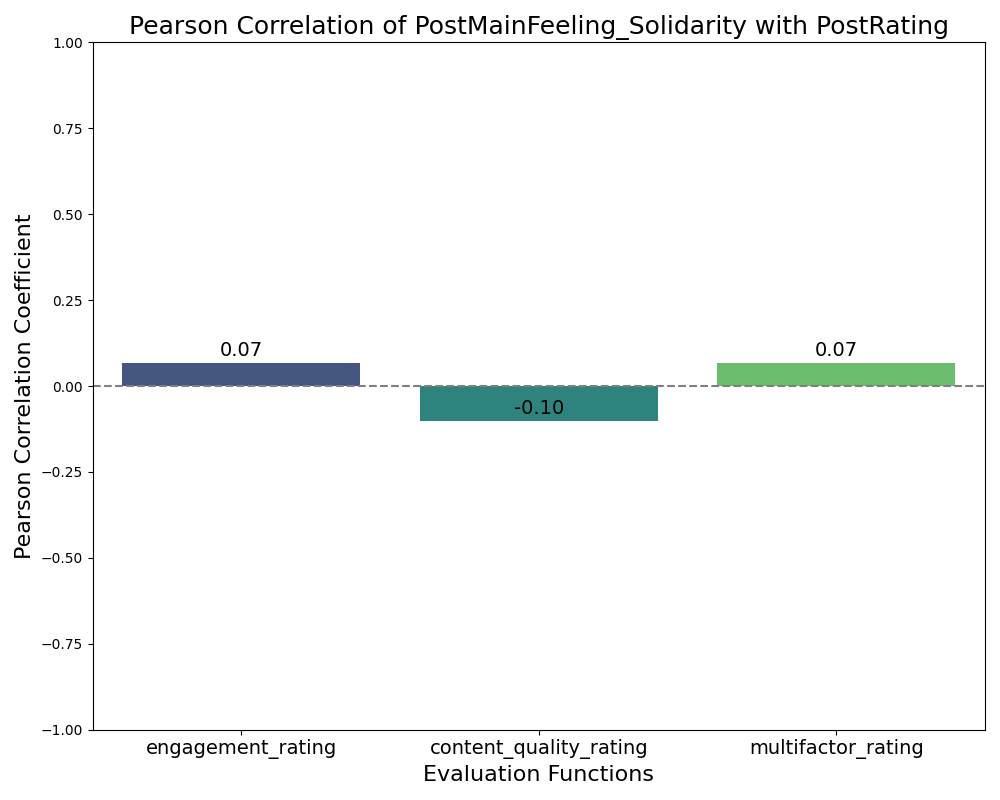 Pearson Correlation of PostMainFeeling_Solidarity with PostRating
Pearson Correlation Coefficient
1.00
0.75
0.50
0.25
0.00
−0.25
−0.50
−0.75
−1.00
0.07
-0.10
0.07
engagement_rating
content_quality_rating
multifactor_rating
Evaluation Functions